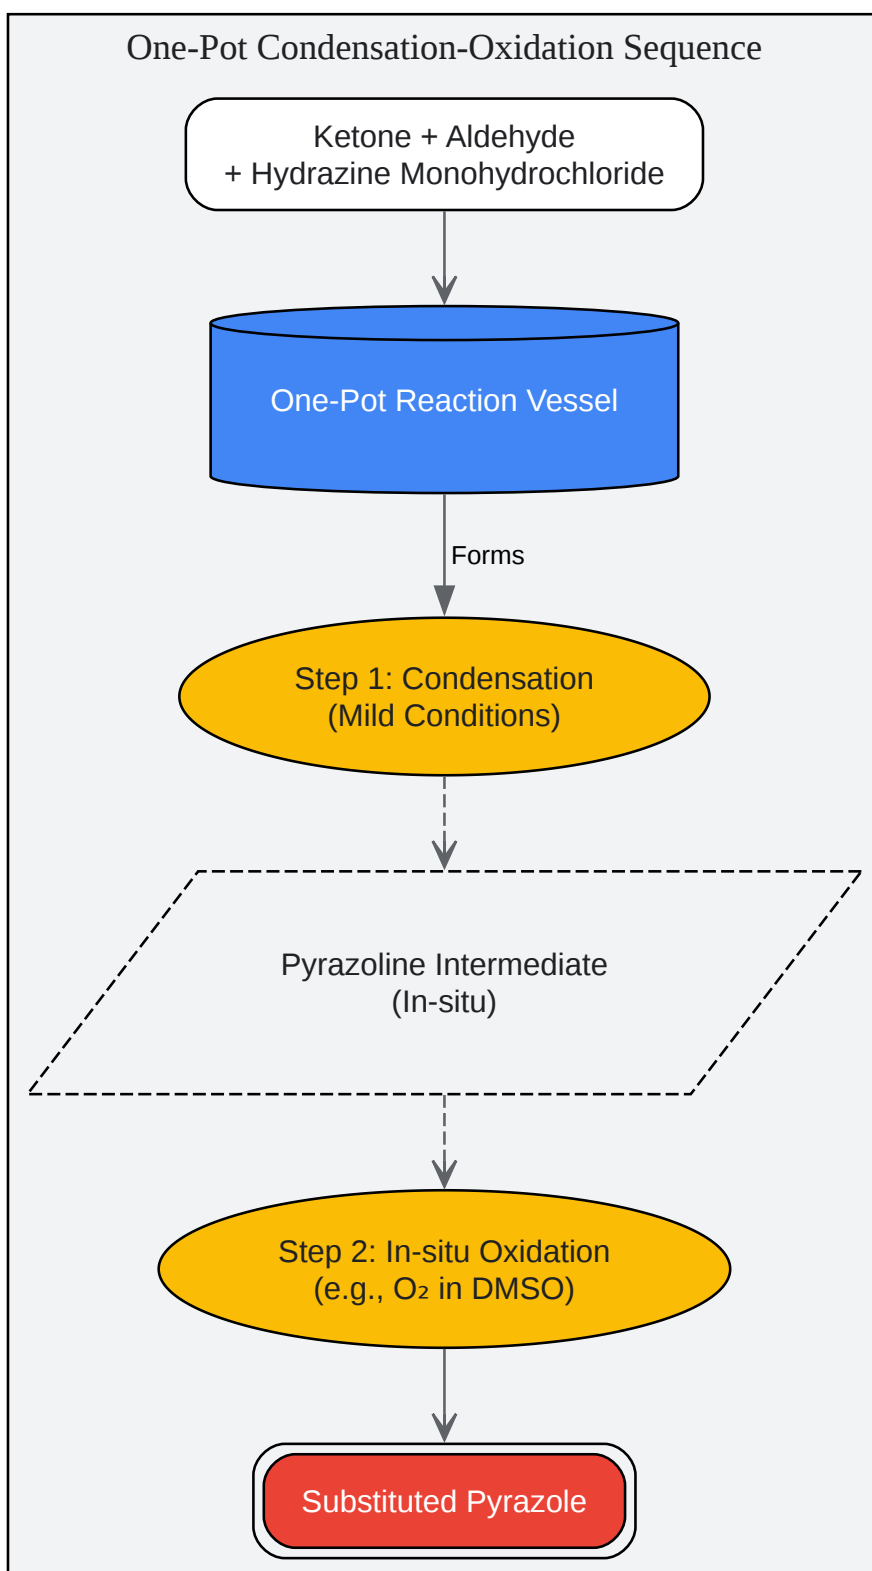 One-Pot Condensation-Oxidation Sequence
Ketone + Aldehyde
+ Hydrazine Monohydrochloride
One-Pot Reaction Vessel
Forms
Step 1: Condensation
(Mild Conditions)
Pyrazoline Intermediate
(In-situ)
Step 2: In-situ Oxidation
(e.g., O₂ in DMSO)
Substituted Pyrazole